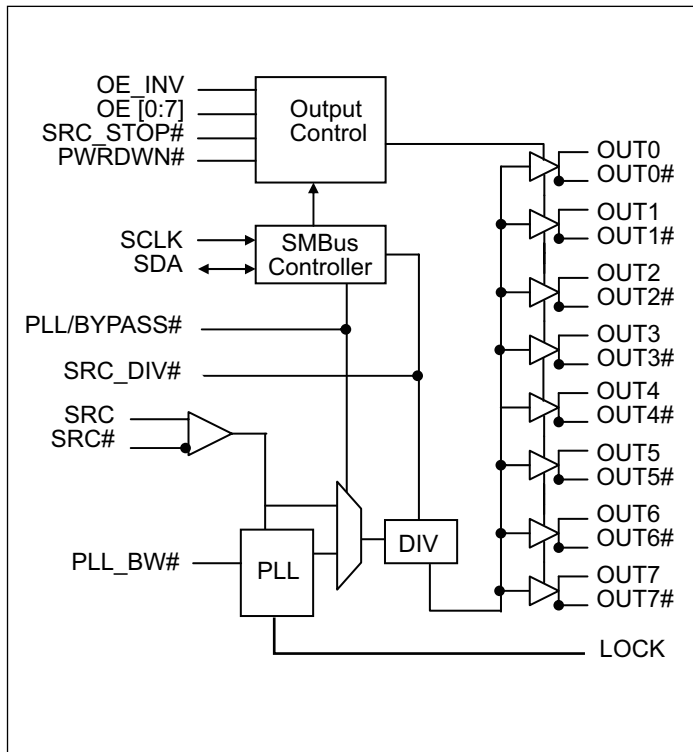 OE_INV
OE [0:7]
SRC_STOP#
PWRDWN#
Output
Control
SCLK
SDA
SMBus
Controller
PLL/BYPASS#
SRC_DIV#
SRC
SRC#
PLL_BW#
PLL
DIV
OUT0
OUT0#
OUT1
OUT1#
OUT2
OUT2#
OUT3
OUT3#
OUT4
OUT4#
OUT5
OUT5#
OUT6
OUT6#
OUT7
OUT7#
LOCK